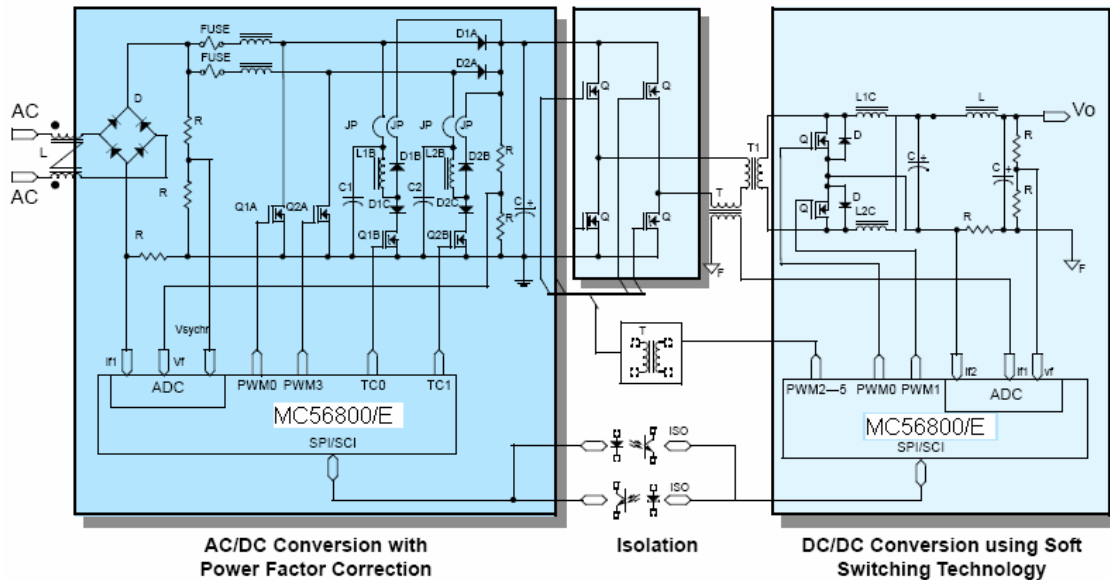 FUSE
FUSE
D1A
D2A
AC
AC
L
D
R
R
R
JP
JP
JP
JP
L1B
D1B
L2B
D2B
C1
C2
D1C
D2C
Q1A
Q2A
Q1B
Q2B
R
R
C
+
Q
Q
Q
Q
T
T1
F
L1C
L
Vo
Q
D
Q
D
L2C
C
+
C
+
R
R
R
F
Vsychr
If1
Vf
ADC
PWM0
PWM3
TC0
TC1
MC56800/E
SPI/SCI
T
ISO
ISO
PWM2—5
PWM0
PWM1
If2
If1
vf
ADC
MC56800/E
SPI/SCI
AC/DC Conversion with
Power Factor Correction
Isolation
DC/DC Conversion using Soft
Switching Technology